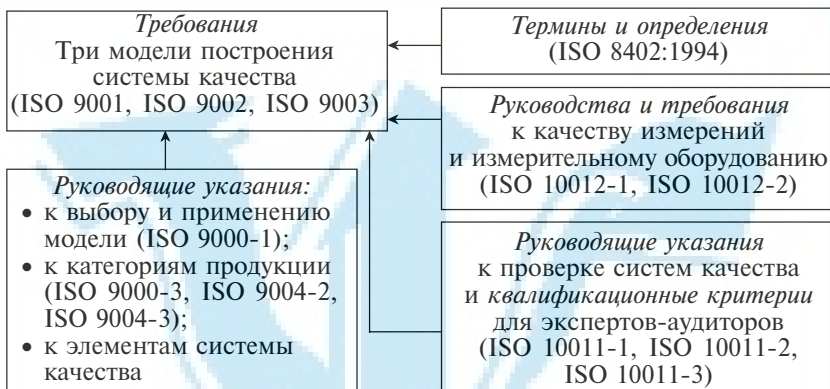 Требования
Три модели построения
системы качества
(ISO 9001, ISO 9002, ISO 9003)
Термины и определения
(ISO 8402:1994)
Руководства и требования
к качеству измерений
и измерительному оборудованию
(ISO 10012-1, ISO 10012-2)
Руководящие указания:
• к выбору и применению
модели (ISO 9000-1);
• к категориям продукции
(ISO 9000-3, ISO 9004-2,
ISO 9004-3);
• к элементам системы
качества
Руководящие указания
к проверке систем качества
и квалификационные критерии
для экспертов-аудиторов
(ISO 10011-1, ISO 10011-2,
ISO 10011-3)